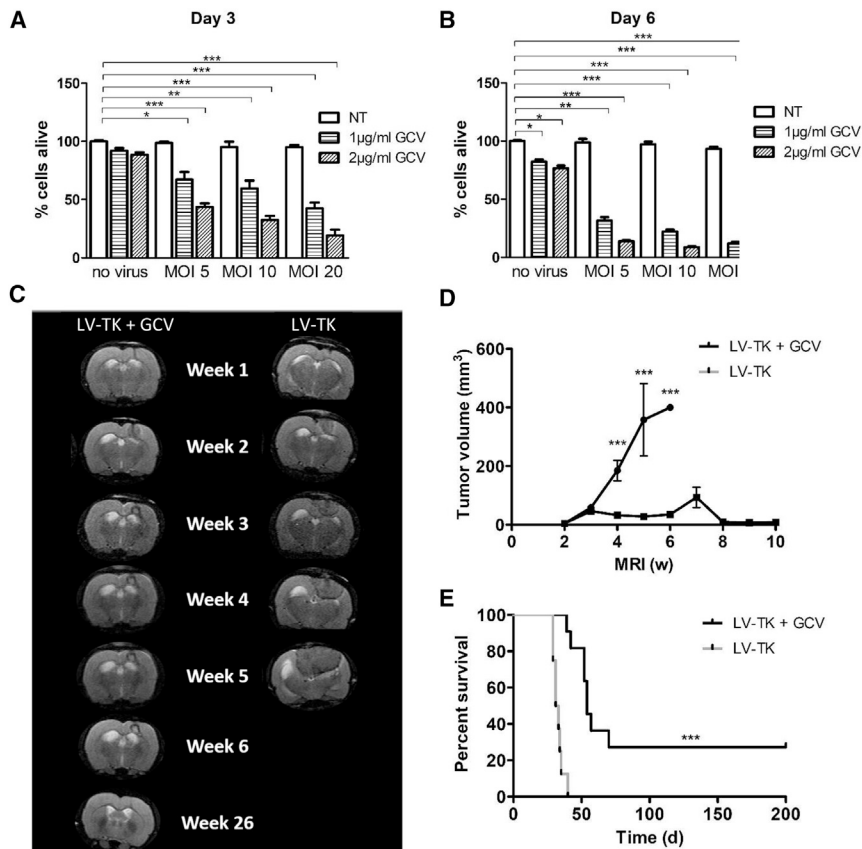 A
Day 3
***
***
***
**
***
*
150
100
50
0
% cells alive
no virus MOI 5 MOI 10 MOI 20
NT
1µg/ml GCV
2µg/ml GCV
B
Day 6
***
***
***
***
***
**
*
*
150
100
50
0
% cells alive
no virus MOI 5 MOI 10 MOI
NT
1µg/ml GCV
2µg/ml GCV
C
LV-TK + GCV LV-TK
Week 1
Week 2
Week 3
Week 4
Week 5
Week 6
Week 26
D
LV-TK + GCV
LV-TK
Tumor volume (mm³)
600
400
200
0
*** *** ***
0 2 4 6 8 10
MRI (w)
E
LV-TK + GCV
LV-TK
Percent survival
100
80
60
40
20
0
***
0 50 100 150 200
Time (d)